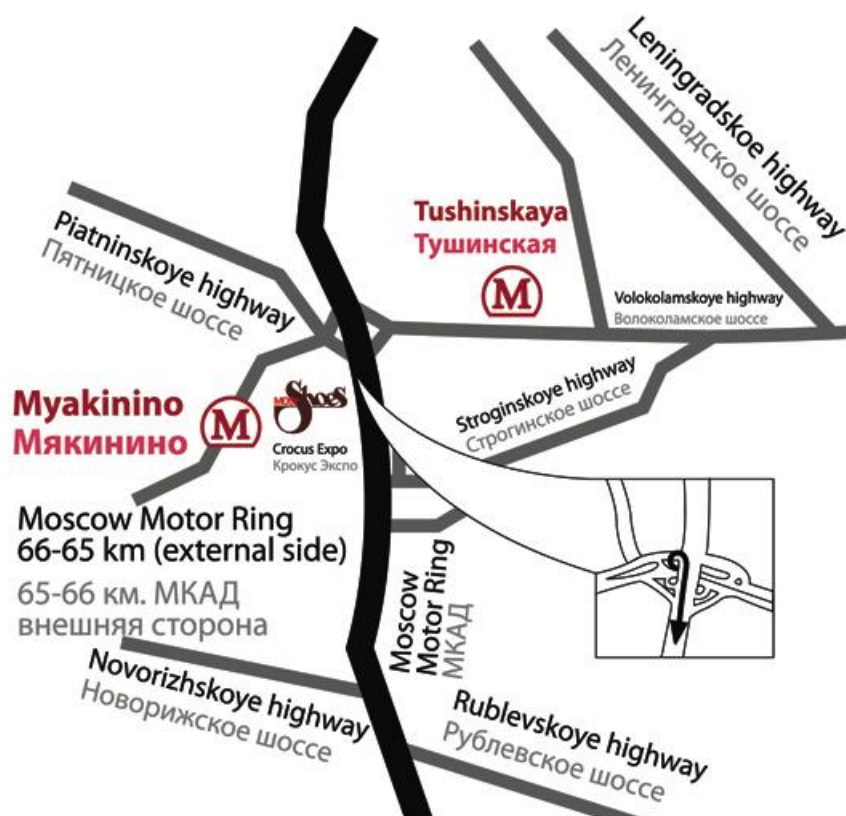 Leningradskoe highway
Ленинградское шоссе
Piatninskoye highway
Пятницкое шоссе
Tushinskaya
Тушинская
M
Volokolamskoye highway
Волоколамское шоссе
Stroginskoye highway
Строгинское шоссе
Myakinino
Мякинино
M
MOS
Shoes
Crocus Expo
Крокус Экспо
Moscow Motor Ring
66-65 km (external side)
65-66 км. МКАД
внешняя сторона
Moscow
Motor Ring
МКАД
Novorizhskoye highway
Новорижское шоссе
Rublevskoye highway
Рублевское шоссе